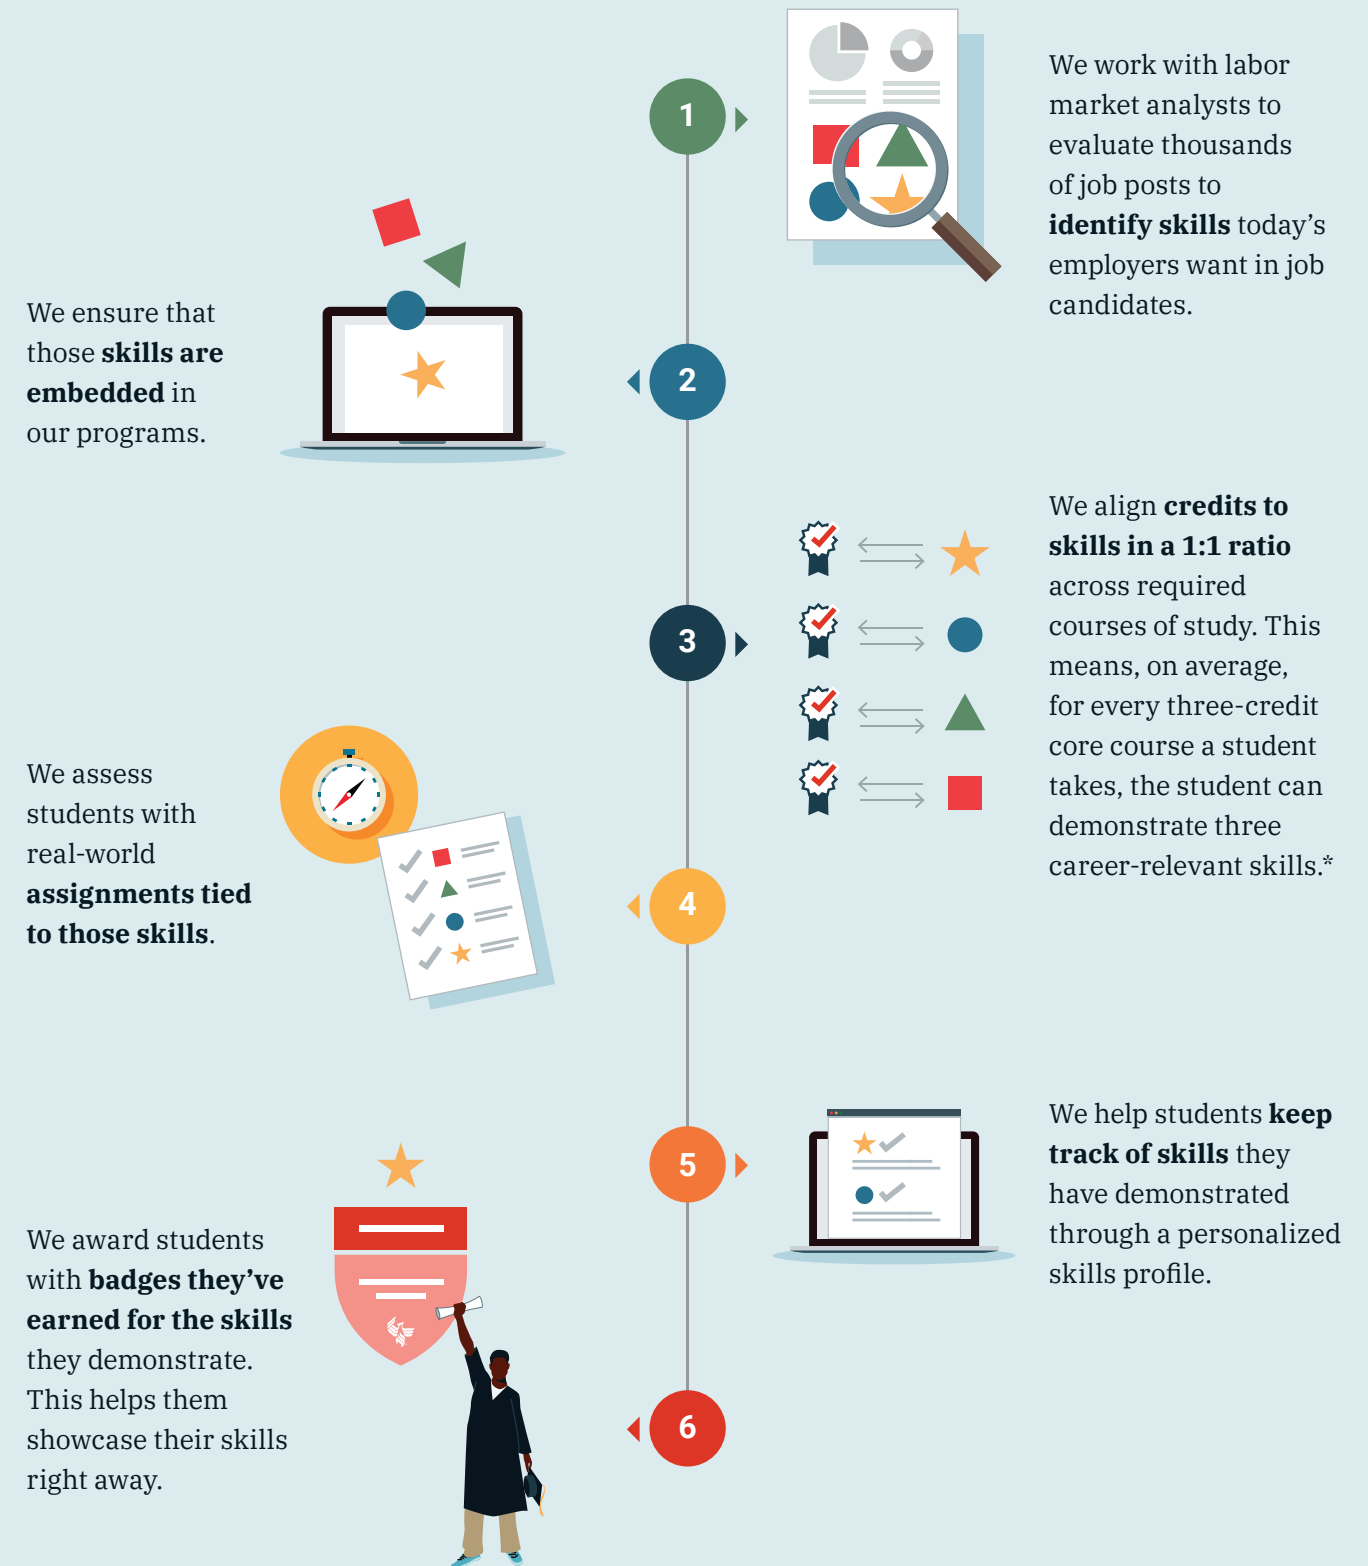 1
We work with labor
market analysts to
evaluate thousands
of job posts to
identify skills today’s
employers want in job
candidates.
2
We ensure that
those skills are
embedded in
our programs.
3
We align credits to
skills in a 1:1 ratio
across required
courses of study. This
means, on average,
for every three-credit
core course a student
takes, the student can
demonstrate three
career-relevant skills.*
4
We assess
students with
real-world
assignments tied
to those skills.
5
We help students keep
track of skills they
have demonstrated
through a personalized
skills profile.
6
We award students
with badges they’ve
earned for the skills
they demonstrate.
This helps them
showcase their skills
right away.